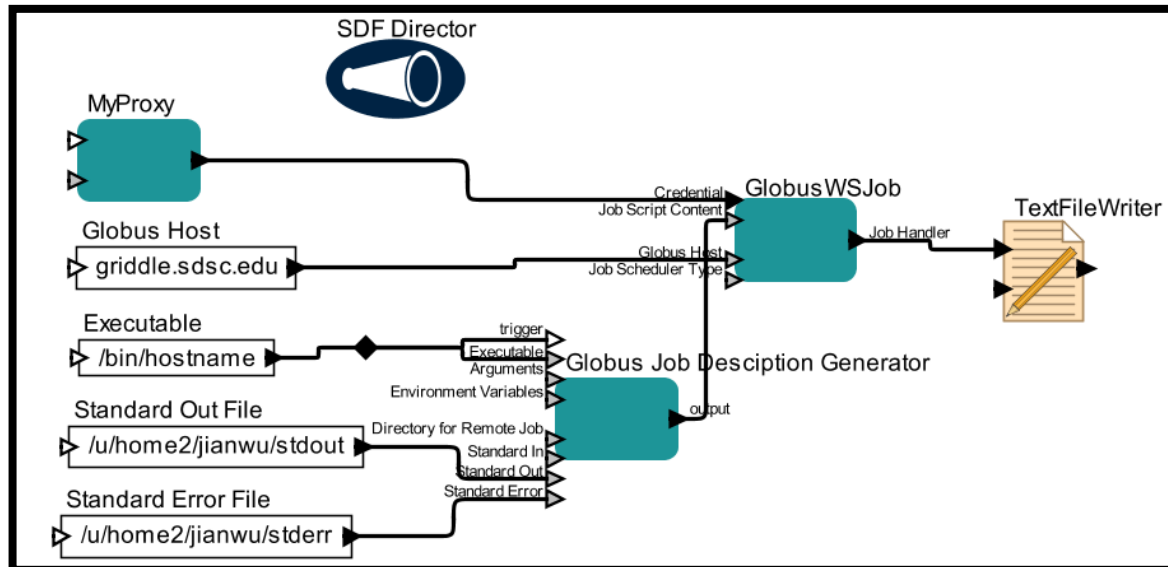 SDF Director
MyProxy
Credential
GlobusWSJob
Job Script Content
TextFileWriter
Job Handler
Globus Host
griddle.sdsc.edu
Globus Host
Job Scheduler Type
Executable
/bin/hostname
trigger
Executable
Arguments
Globus Job Desciption Generator
Environment Variables
output
Standard Out File
/u/home2/jianwu/stdout
Directory for Remote Job
Standard In
Standard Out
Standard Error
Standard Error File
/u/home2/jianwu/stderr